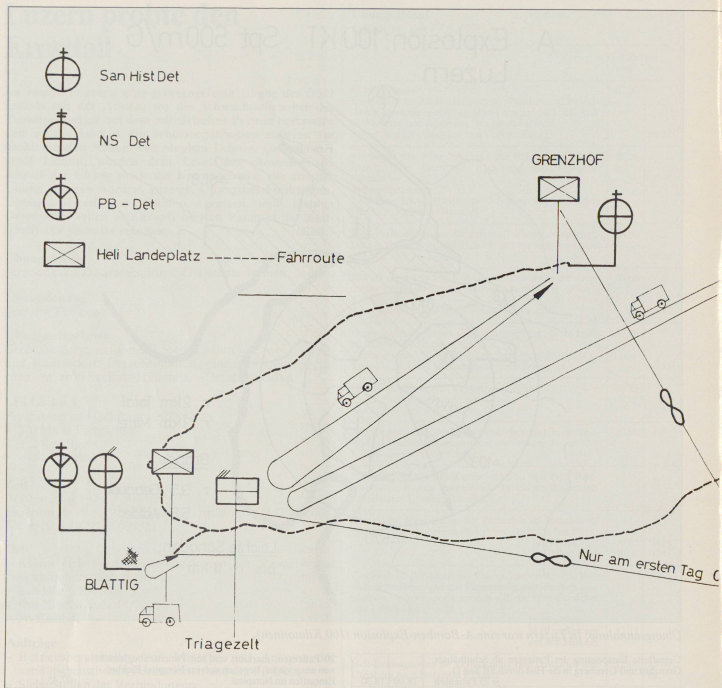 San Hist Det
NS Det
PB - Det
Heli Landeplatz ------- Fahrroute
GRENZHOF
BLATTIG
Triagezelt
Nur am ersten Tag
A Explosion 100 KT Spt 500 m/G
Luzern